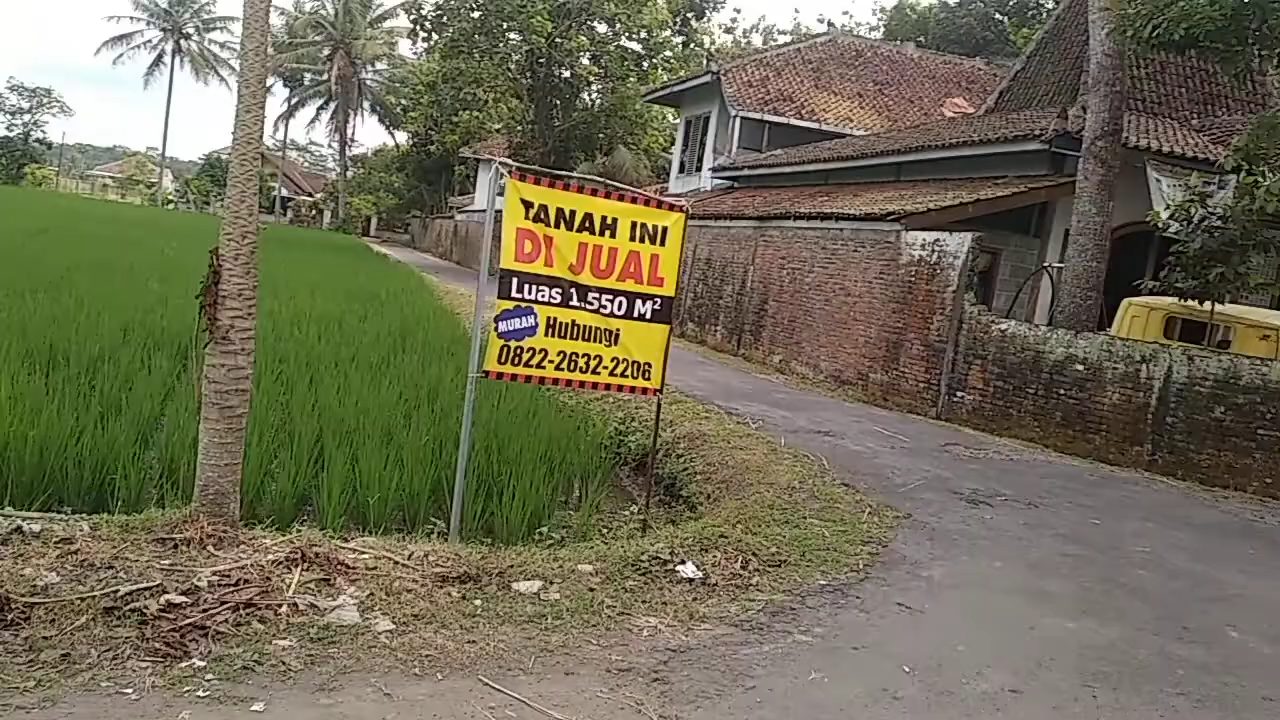 TANAH INI
DI JUAL
Luas 1.550 M²
MURAH
Hubungi
0822-2632-2206